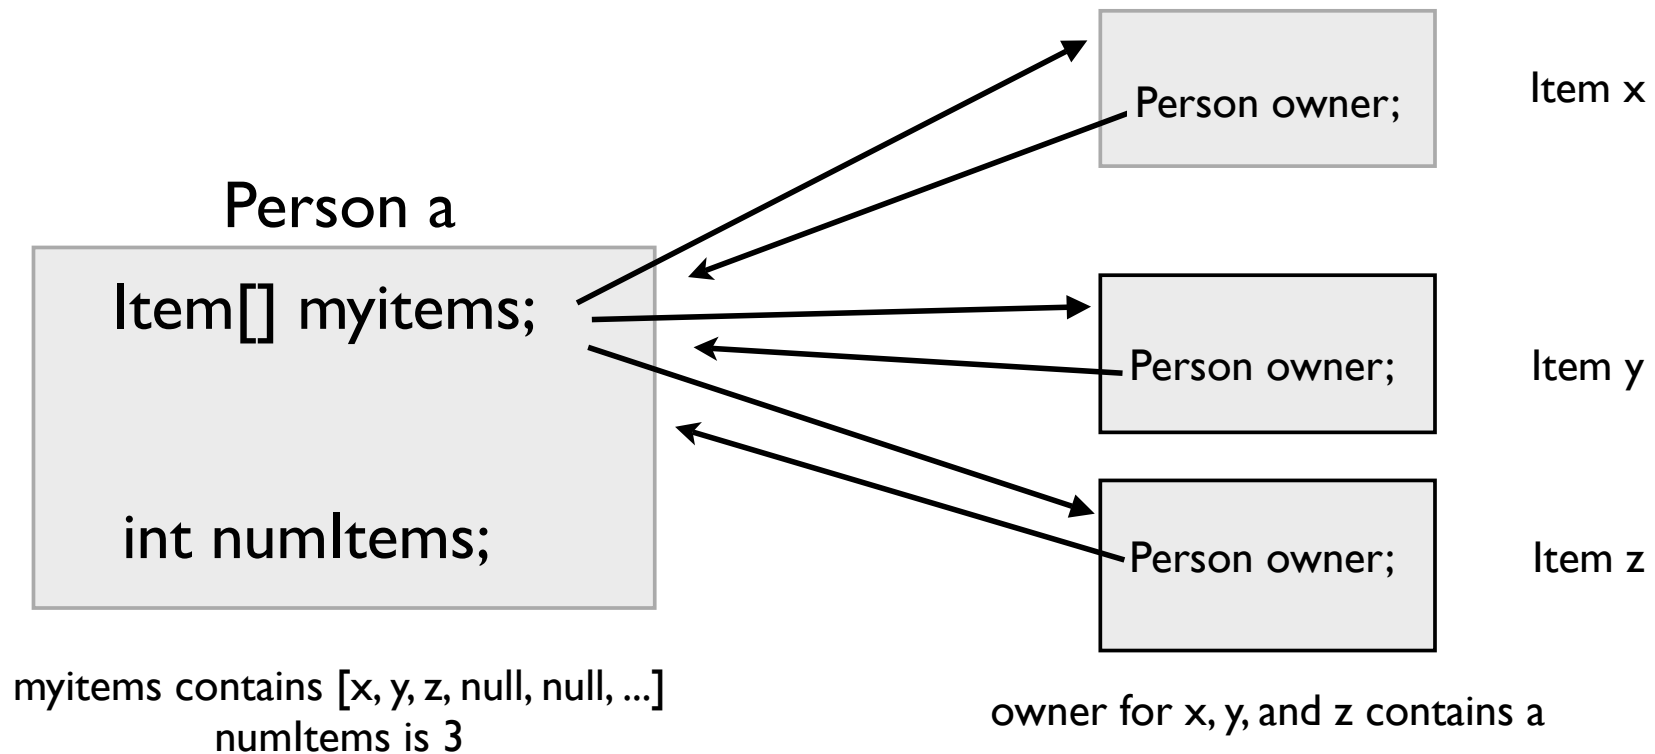 Person a
Item[] myitems;
int numItems;
myitems contains [x, y, z, null, null, ...]
numItems is 3
Person owner;
Item x
Person owner;
Item y
Person owner;
Item z
owner for x, y, and z contains a